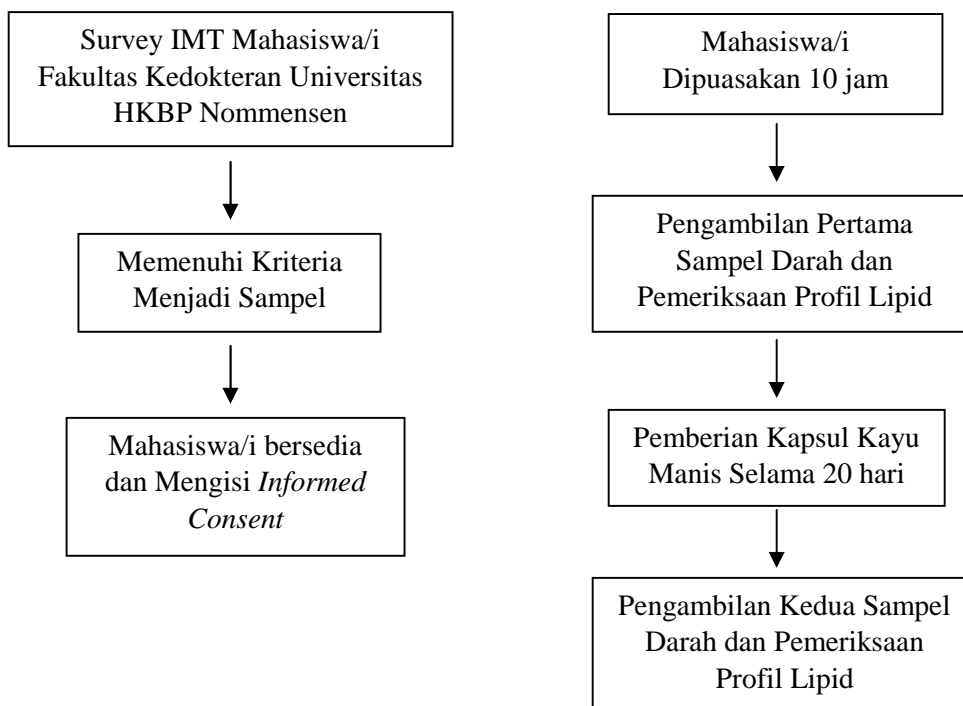 Survey IMT Mahasiswa/i
Fakultas Kedokteran Universitas
HKBP Nommensen
Memenuhi Kriteria
Menjadi Sampel
Mahasiswa/i bersedia
dan Mengisi Informed
Consent
Mahasiswa/i
Dipuasakan 10 jam
Pengambilan Pertama
Sampel Darah dan
Pemeriksaan Profil Lipid
Pemberian Kapsul Kayu
Manis Selama 20 hari
Pengambilan Kedua Sampel
Darah dan Pemeriksaan
Profil Lipid